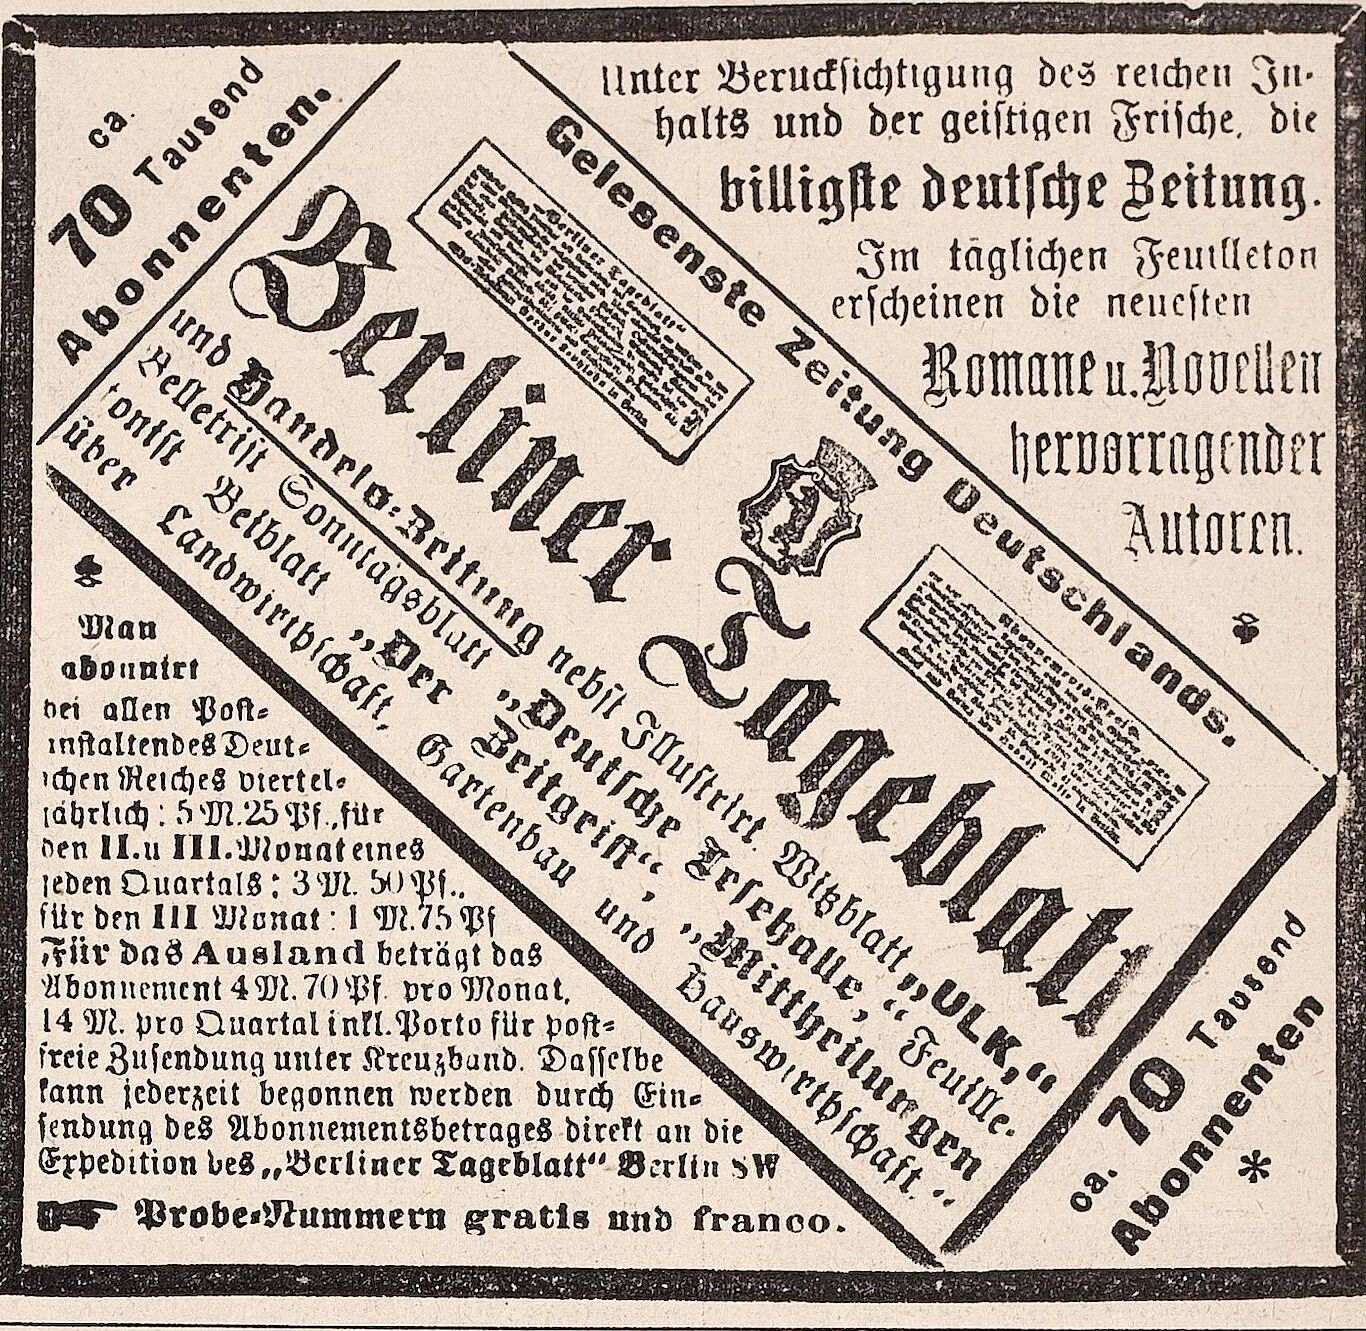 ca.
70 Tausend
Abonnenten.
Unter Berucksichtigung des reichen In-
halts und der geistigen Frische, die
billigste deutsche Zeitung.
Im täglichen Feuilleton
erscheinen die neuesten
Romane u. Novellen
hervorragender
Autoren.
Gelesenste Zeitung Deutschlands.
Berliner Tageblatt
und Handels-Zeitung nebst Illustrirt. Witzblatt „ULK,“
Belletrist Sonntagsblatt „Deutsche Lesehalle,“ Feuille-
tonist Beiblatt „Der Zeitgeist“, „Mittheilungen
über Landwirthschaft, Gartenbau und Hauswirthschaft.“
Man
abonnirt
bei allen Post-
anstalten des Deut-
schen Reiches viertel-
jährlich: 5 M. 25 Pf., für
den II. u III. Monat eines
jeden Quartals: 3 M. 50 Pf.,
für den III Monat: 1 M. 75 Pf
Für das Ausland beträgt das
Abonnement 4 M. 70 Pf. pro Monat,
14 M. pro Quartal inkl. Porto für post-
freie Zusendung unter Kreuzband. Dasselbe
kann jederzeit begonnen werden durch Ein-
sendung des Abonnementsbetrages direkt an die
Expedition des „Berliner Tageblatt“ Berlin SW
Probe-Nummern gratis und franco.
ca. 70 Tausend
Abonnenten